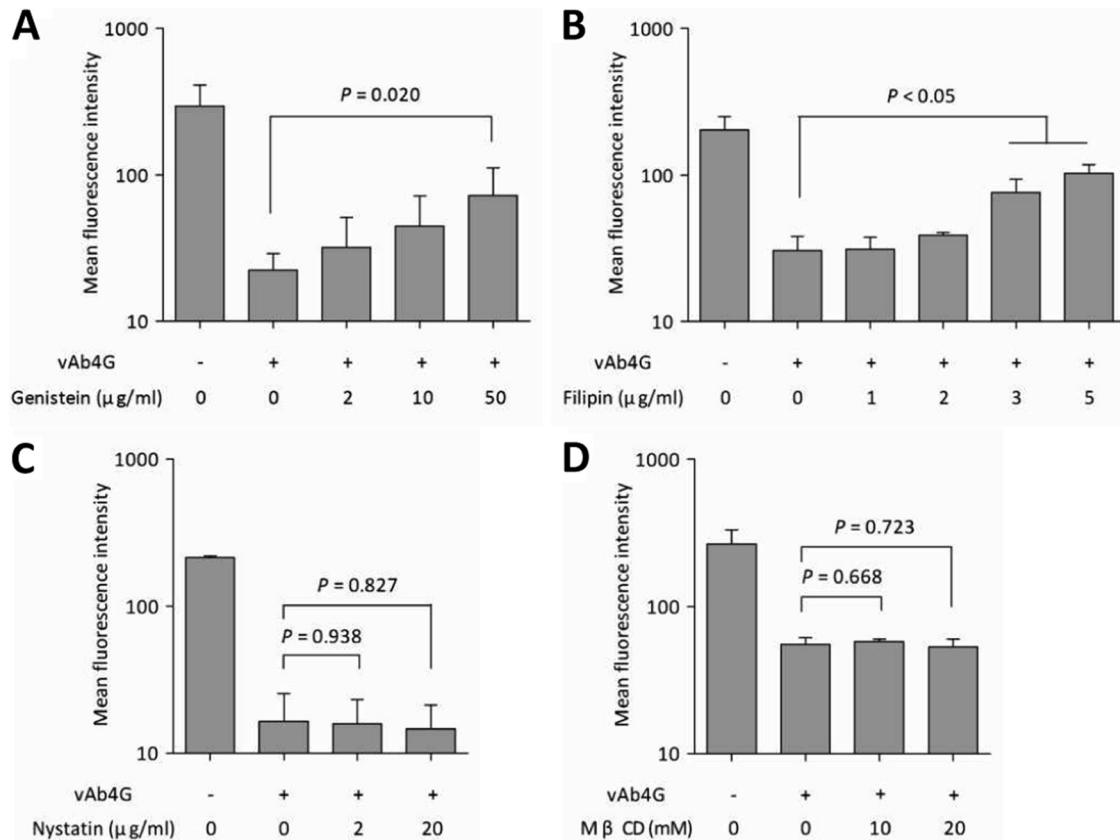 A
Mean fluorescence intensity
1000
100
10
P = 0.020
vAb4G - + + + +
Genistein (μg/ml) 0 0 2 10 50
B
Mean fluorescence intensity
1000
100
10
P < 0.05
vAb4G - + + + + +
Filipin (μg/ml) 0 0 1 2 3 5
C
Mean fluorescence intensity
1000
100
10
P = 0.827
P = 0.938
vAb4G - + + +
Nystatin (μg/ml) 0 0 2 20
D
Mean fluorescence intensity
1000
100
10
P = 0.723
P = 0.668
vAb4G - + + +
Mβ CD (mM) 0 0 10 20